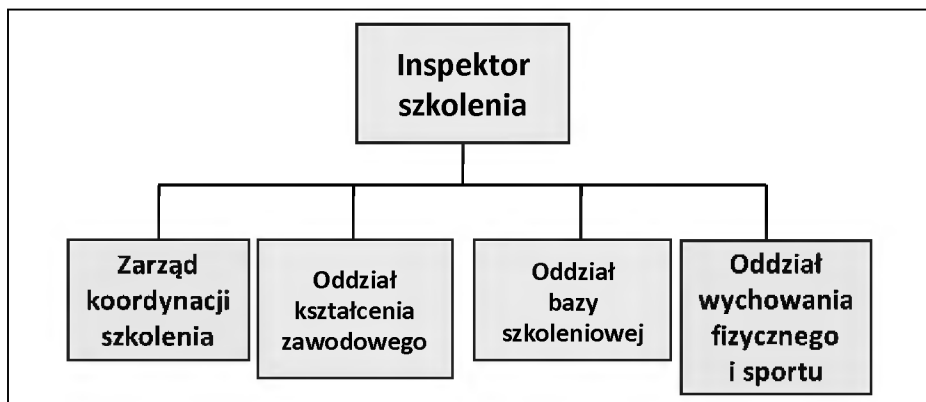 Inspektor
szkolenia
Zarząd
koordynacji
szkolenia
Oddział
kształcenia
zawodowego
Oddział
bazy
szkoleniowej
Oddział
wychowania
fizycznego
i sportu